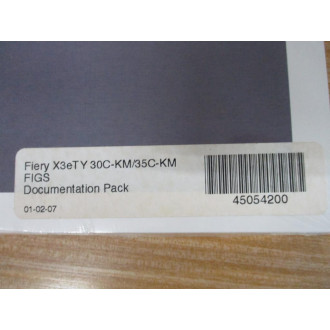 Fiery X3eTY 30C-KM/35C-KM
FIGS
Documentation Pack
01-02-07
45054200